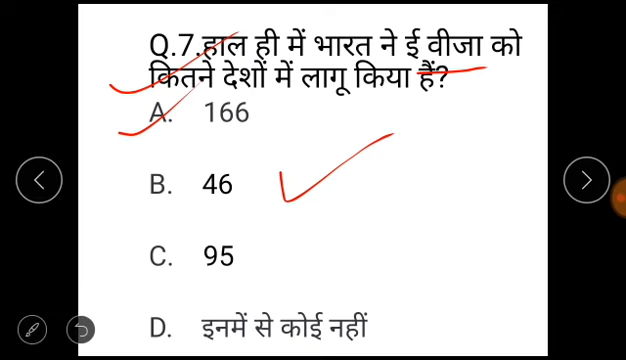 Q.7.हाल ही में भारत ने ई वीजा को
कितने देशों में लागू किया हैं?
A. 166
B. 46
C. 95
D. इनमें से कोई नहीं